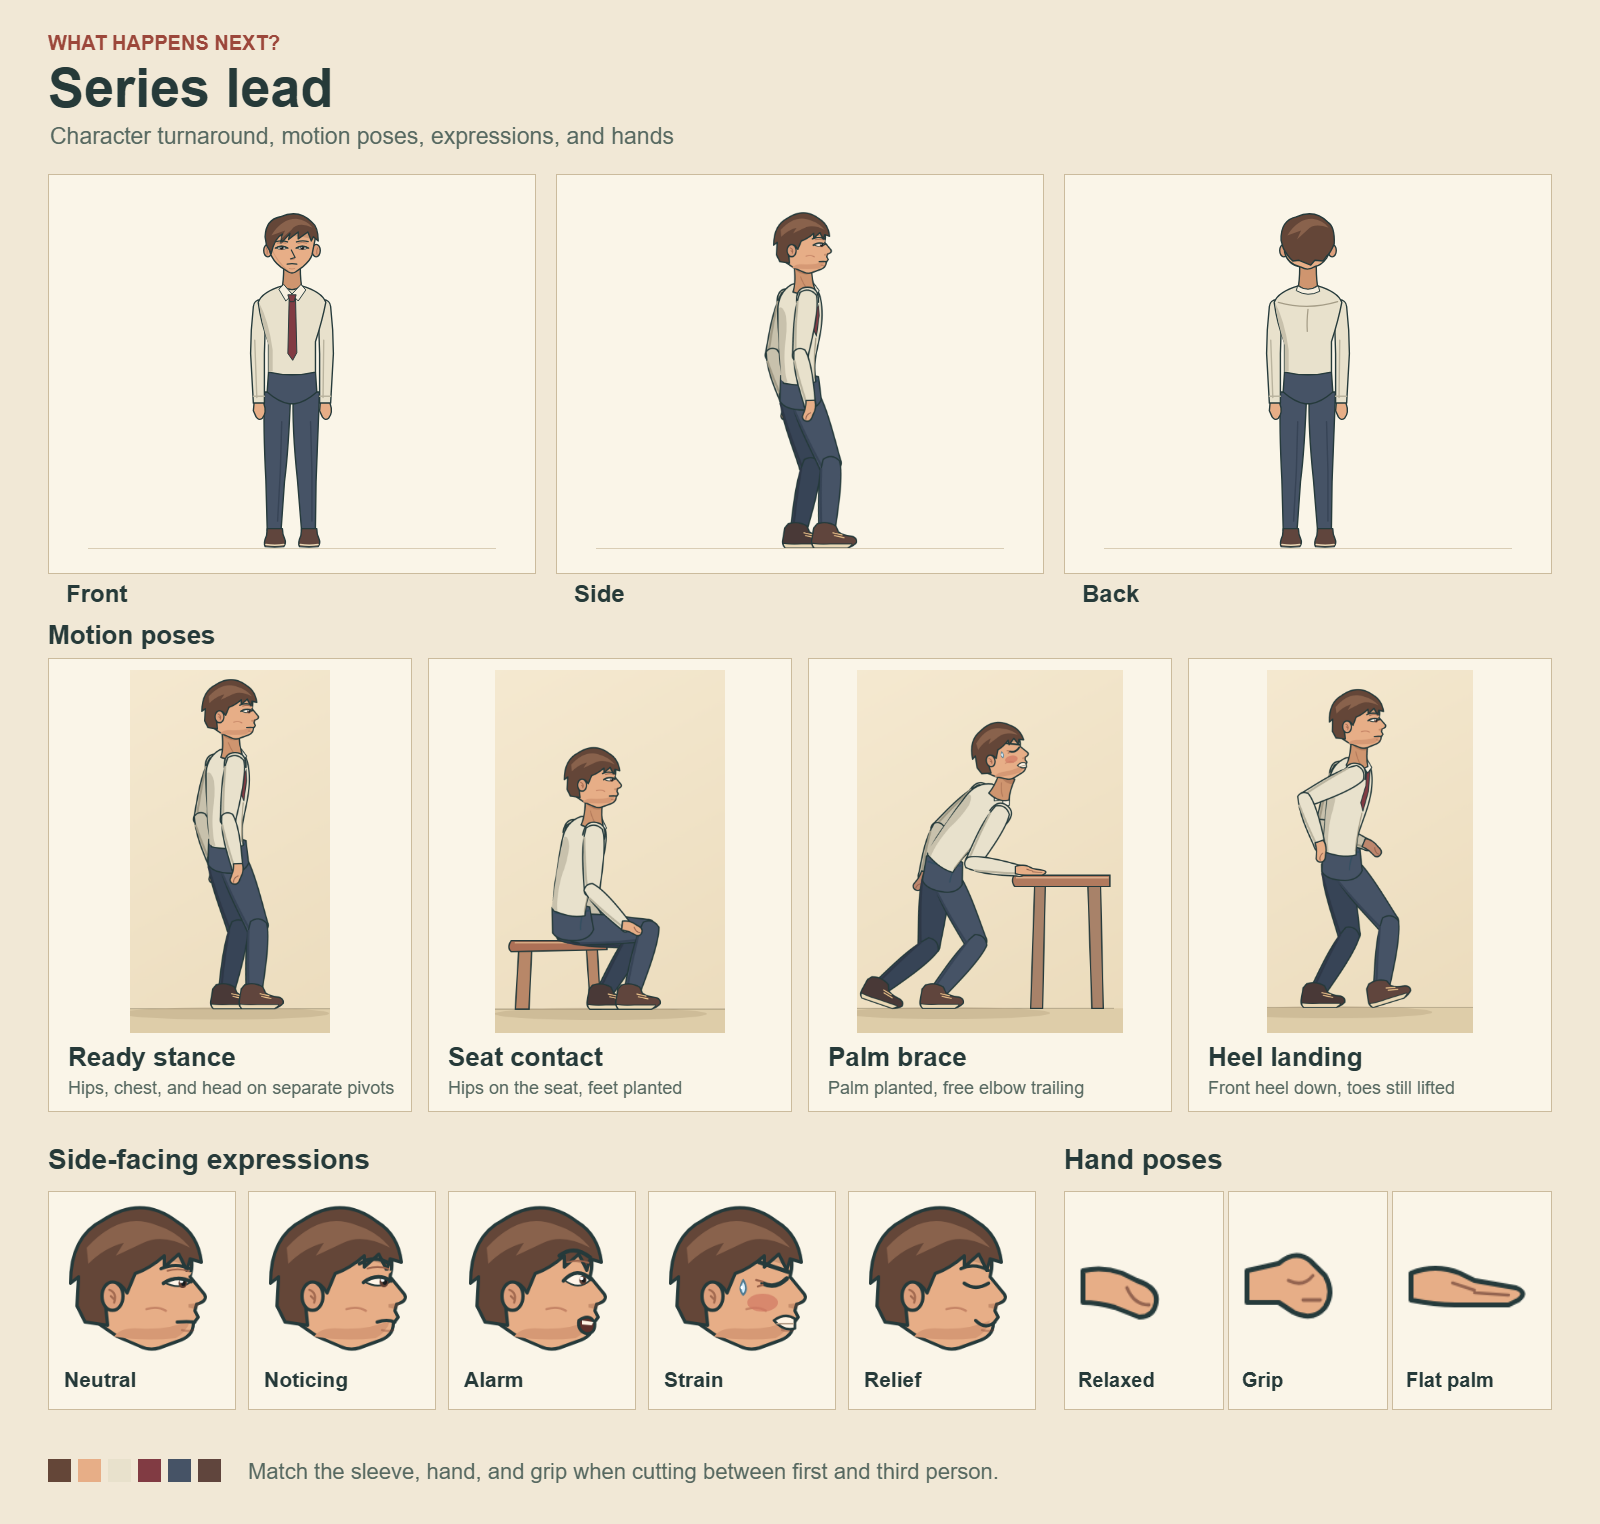 WHAT HAPPENS NEXT?
Series lead
Character turnaround, motion poses, expressions, and hands
Front
Side
Back
Motion poses
Ready stance
Hips, chest, and head on separate pivots
Seat contact
Hips on the seat, feet planted
Palm brace
Palm planted, free elbow trailing
Heel landing
Front heel down, toes still lifted
Side-facing expressions
Hand poses
Neutral
Noticing
Alarm
Strain
Relief
Relaxed
Grip
Flat palm
Match the sleeve, hand, and grip when cutting between first and third person.